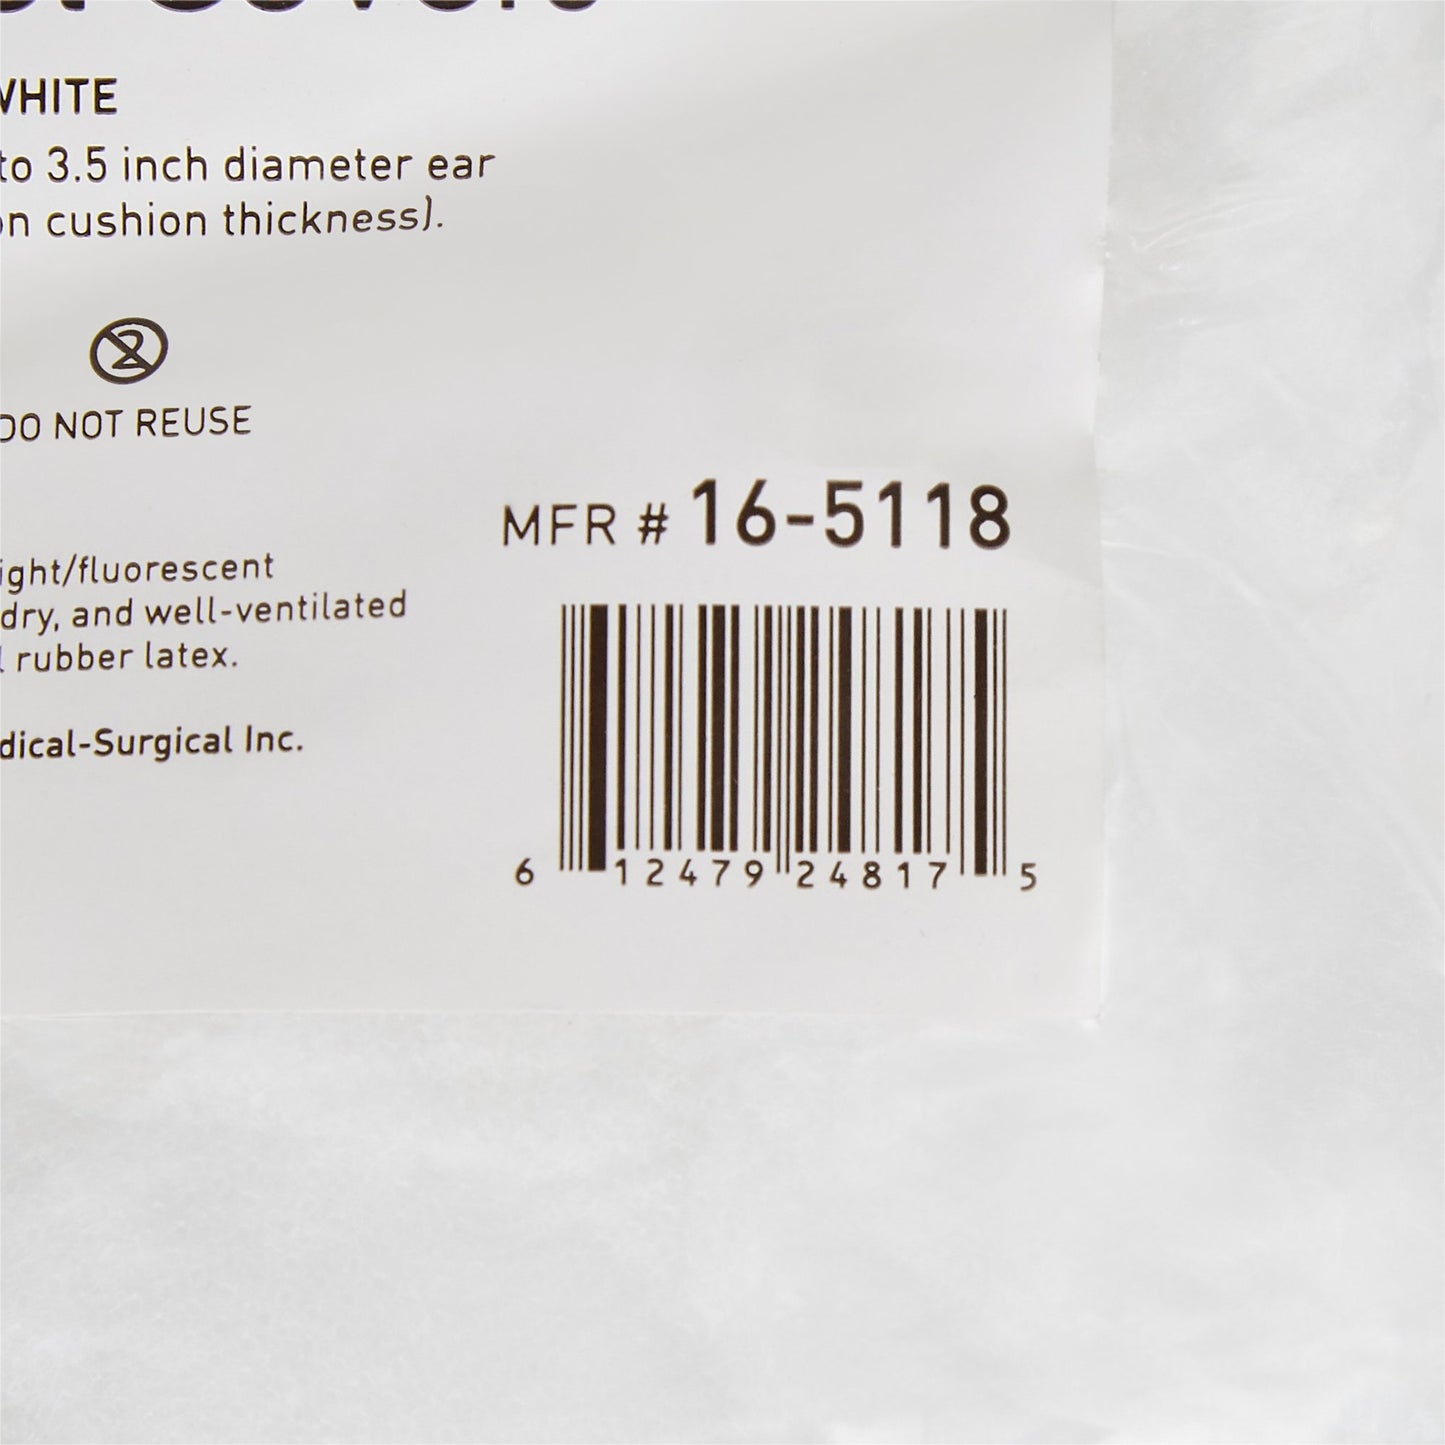 WHITE
to 3.5 inch diameter ear
on cushion thickness).
2
DO NOT REUSE
MFR # 16-5118
ight/fluorescent
dry, and well-ventilated
rubber latex.
dical-Surgical Inc.
6 12479 24817 5